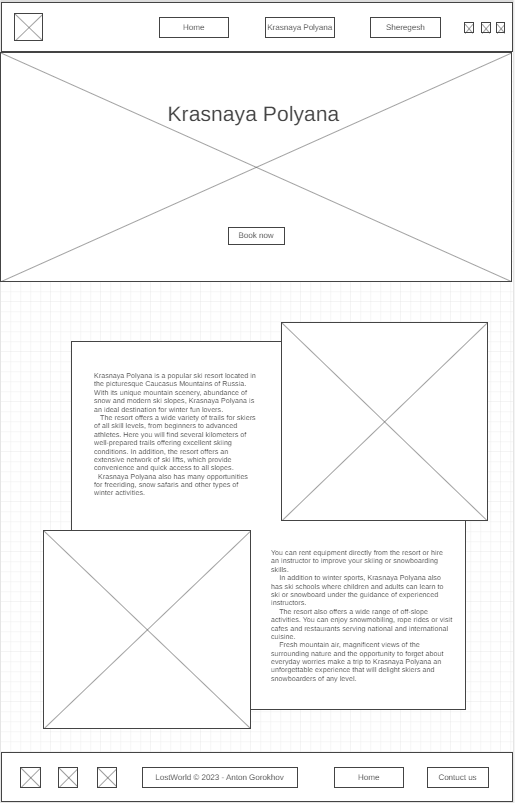 Home
Krasnaya Polyana
Sheregesh
Krasnaya Polyana
Book now
Krasnaya Polyana is a popular ski resort located in
the picturesque Caucasus Mountains of Russia.
With its unique mountain scenery, abundance of
snow and modern ski slopes, Krasnaya Polyana is
an ideal destination for winter fun lovers.
The resort offers a wide variety of trails for skiers
of all skill levels, from beginners to advanced
athletes. Here you will find several kilometers of
well-prepared trails offering excellent skiing
conditions. In addition, the resort offers an
extensive network of ski lifts, which provide
convenience and quick access to all slopes.
Krasnaya Polyana also has many opportunities
for freeriding, snow safaris and other types of
winter activities.
You can rent equipment directly from the resort or hire
an instructor to improve your skiing or snowboarding
skills.
In addition to winter sports, Krasnaya Polyana also
has ski schools where children and adults can learn to
ski or snowboard under the guidance of experienced
instructors.
The resort also offers a wide range of off-slope
activities. You can enjoy snowmobiling, rope rides or visit
cafes and restaurants serving national and international
cuisine.
Fresh mountain air, magnificent views of the
surrounding nature and the opportunity to forget about
everyday worries make a trip to Krasnaya Polyana an
unforgettable experience that will delight skiers and
snowboarders of any level.
LostWorld © 2023 · Anton Gorokhov
Home
Contuct us